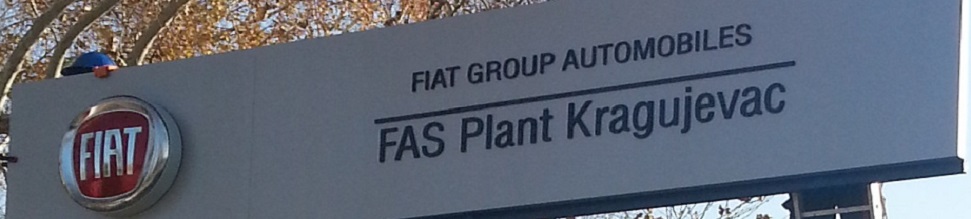 FIAT
FIAT GROUP AUTOMOBILES
FAS Plant Kragujevac